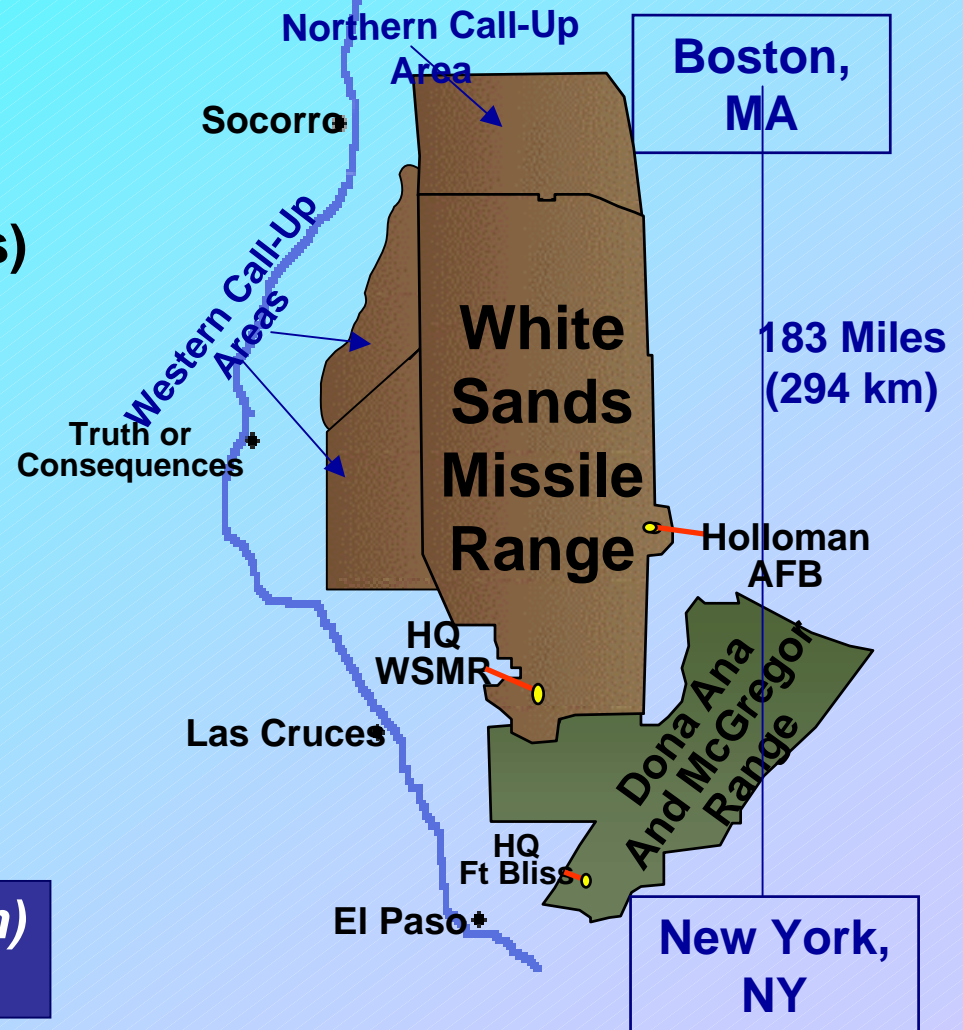 Northern Call-Up
Area
Boston,
MA
Socorro
s)
Western Call-Up
Areas
White
Sands
Missile
Range
183 Miles
(294 km)
Truth or
Consequences
Holloman
AFB
HQ
WSMR
Dona Ana
And McGregor
Range
Las Cruces
HQ
Ft Bliss
El Paso
n)
New York,
NY